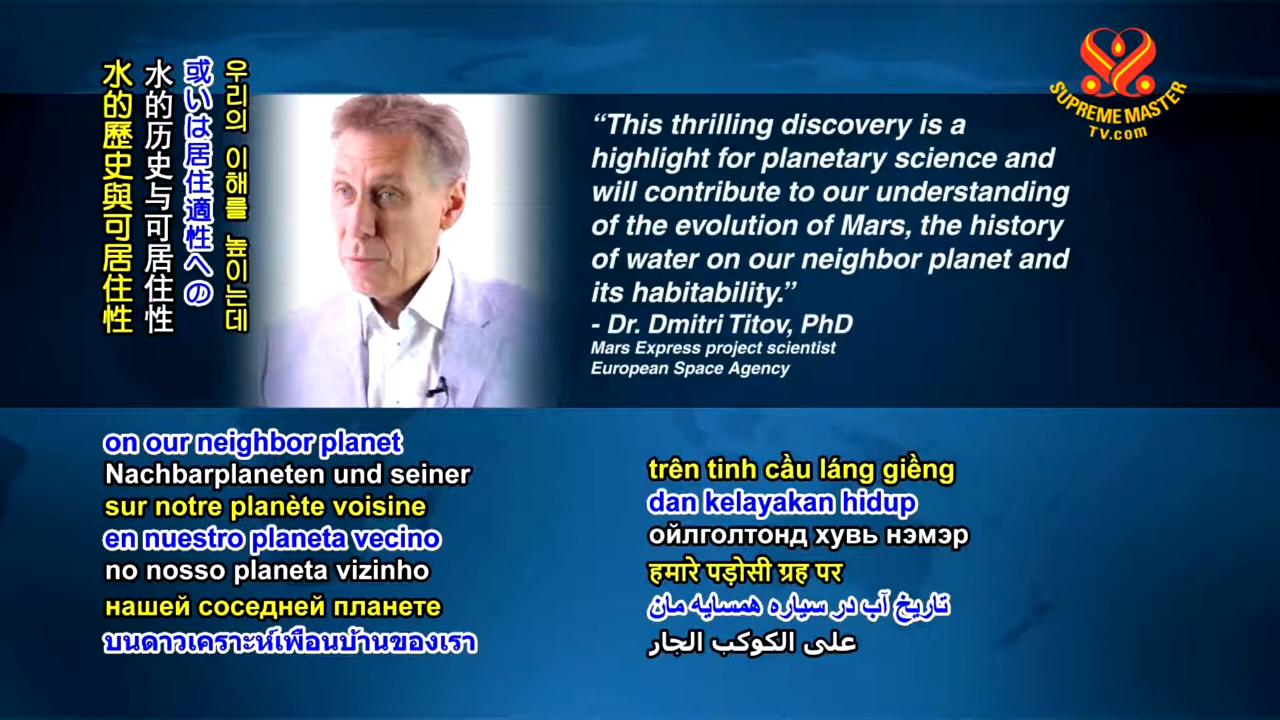 水的歷史與可居住性
水的历史与可居住性
或いは居住適性への
우리의 이해를 높이는데
SUPREME MASTER
TV.com
“This thrilling discovery is a
highlight for planetary science and
will contribute to our understanding
of the evolution of Mars, the history
of water on our neighbor planet and
its habitability.”
- Dr. Dmitri Titov, PhD
Mars Express project scientist
European Space Agency
on our neighbor planet
Nachbarplaneten und seiner
sur notre planète voisine
en nuestro planeta vecino
no nosso planeta vizinho
нашей соседней планете
บนดาวเคราะห์เพื่อนบ้านของเรา
trên tinh cầu láng giềng
dan kelayakan hidup
ойлголтонд хувь нэмэр
हमारे पड़ोसी ग्रह पर
تاریخ آب در سیاره همسایه مان
على الكوكب الجار